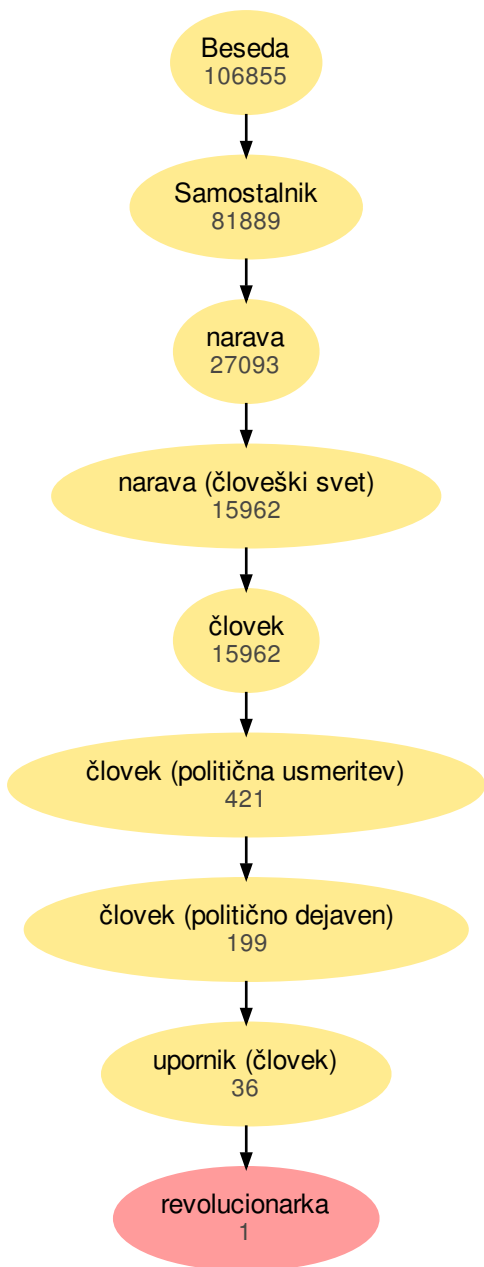 Beseda
106855
Samostalnik
81889
narava
27093
narava (človeški svet)
15962
človek
15962
človek (politična usmeritev)
421
človek (politično dejaven)
199
upornik (človek)
36
revolucionarka
1